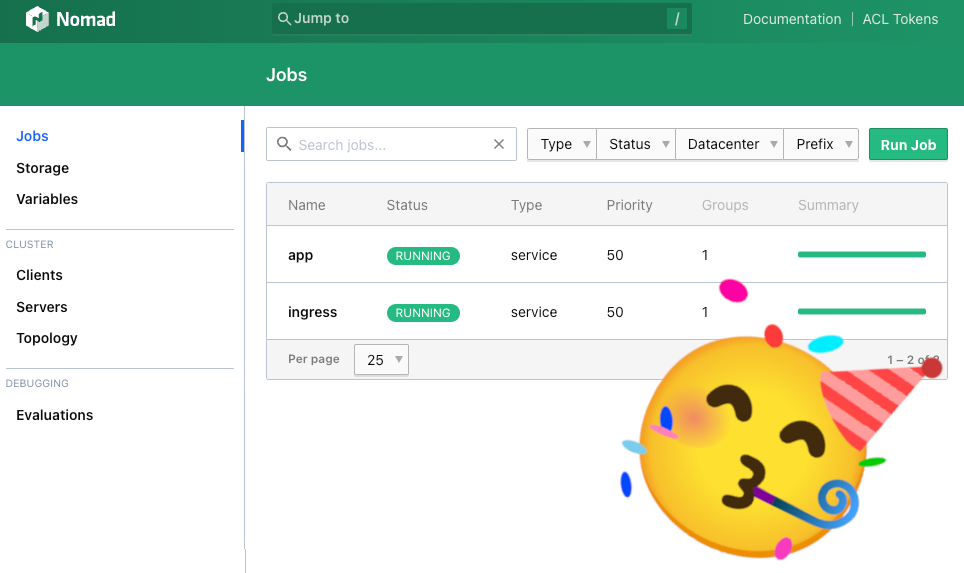 Nomad
Jump to /
Documentation | ACL Tokens
Jobs
Jobs
Storage
Variables
CLUSTER
Clients
Servers
Topology
DEBUGGING
Evaluations
Search jobs...
Type Status Datacenter Prefix Run Job
Name Status Type Priority Groups Summary
app RUNNING service 50 1
ingress RUNNING service 50 1
Per page 25 1 – 2 of